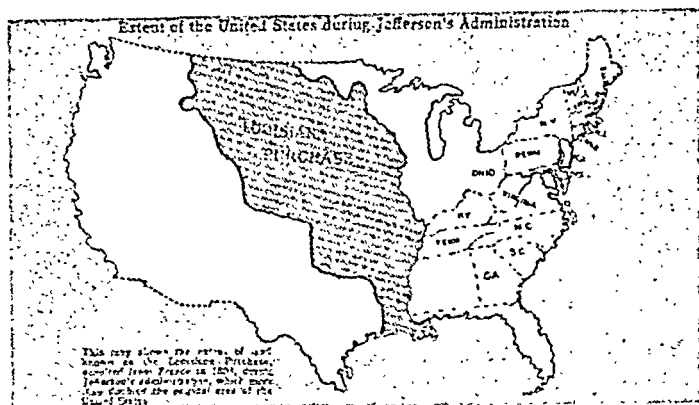 Extent of the United States during Jefferson's Administration
LOUISIANA
PURCHASE
N.Y.
PENN
OHIO
VIRGINIA
KY
TENN
N C
S C
GA
This map shows the extent of land
known as the Louisiana Purchase,
acquired from France in 1803, during
Jefferson's administration, which more
than doubled the original area of the
United States